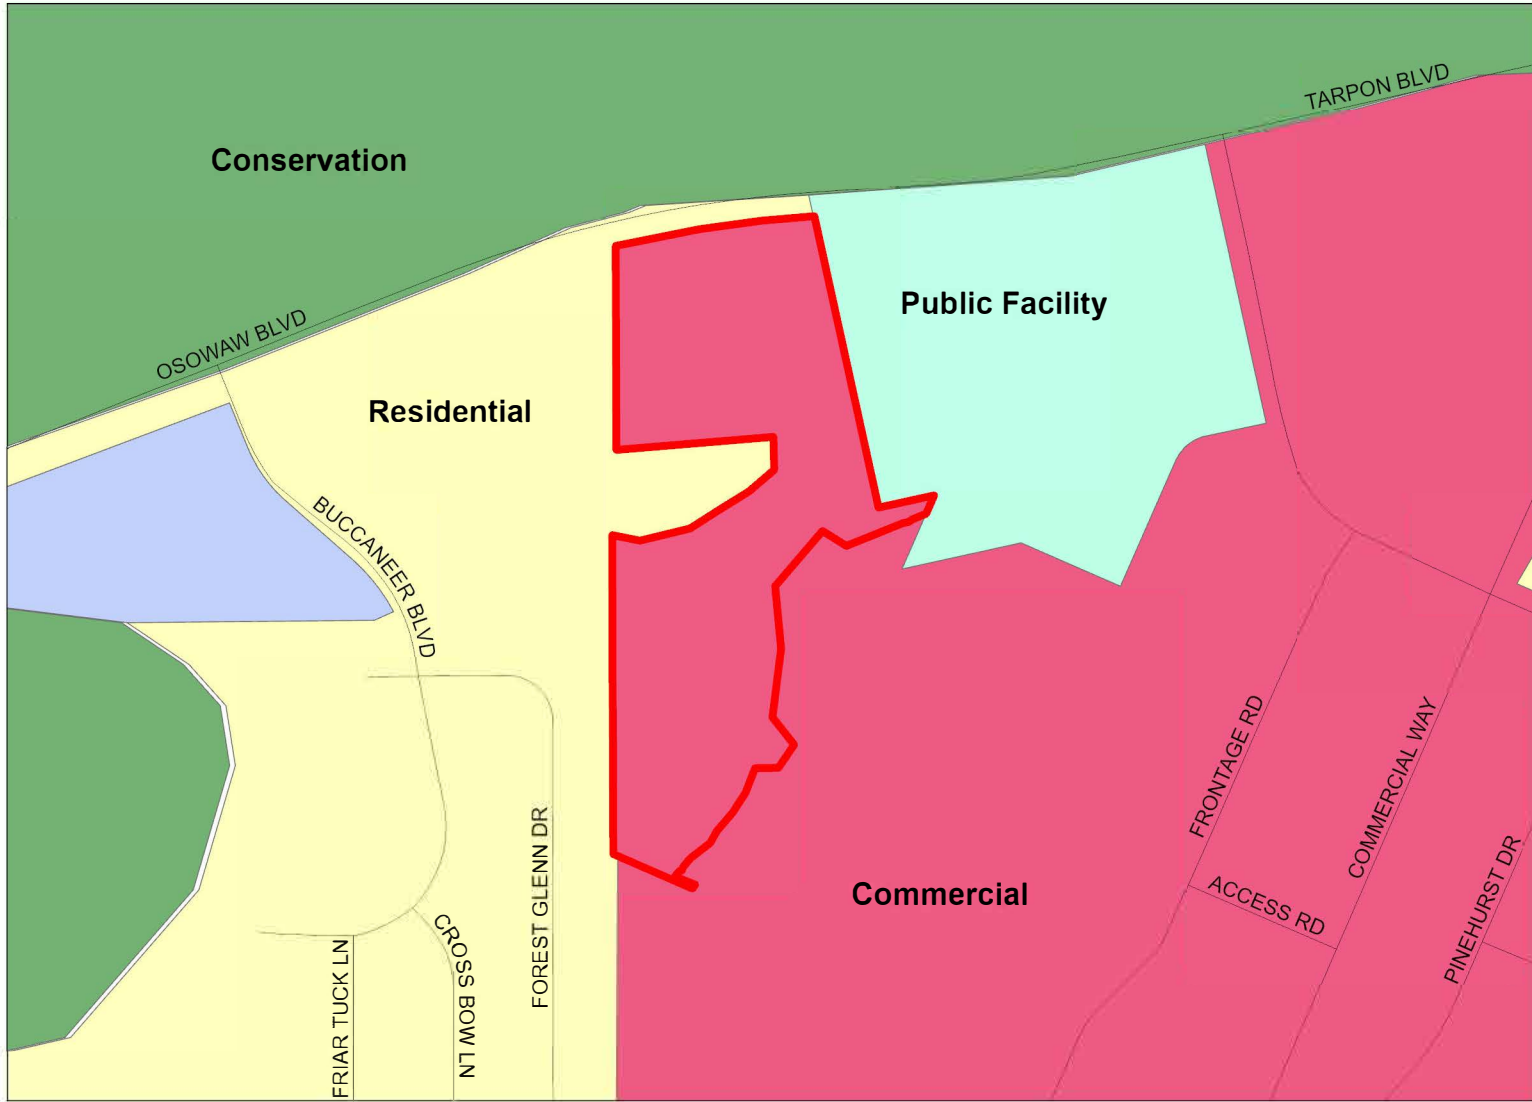 TARPON BLVD
Conservation
Public Facility
OSOWAW BLVD
Residential
BUCCANEER BLVD
FRONTAGE RD
COMMERCIAL WAY
FOREST GLENN DR
PINEHURST DR
Commercial
ACCESS RD
CROSS BOW LN
FRIAR TUCK LN